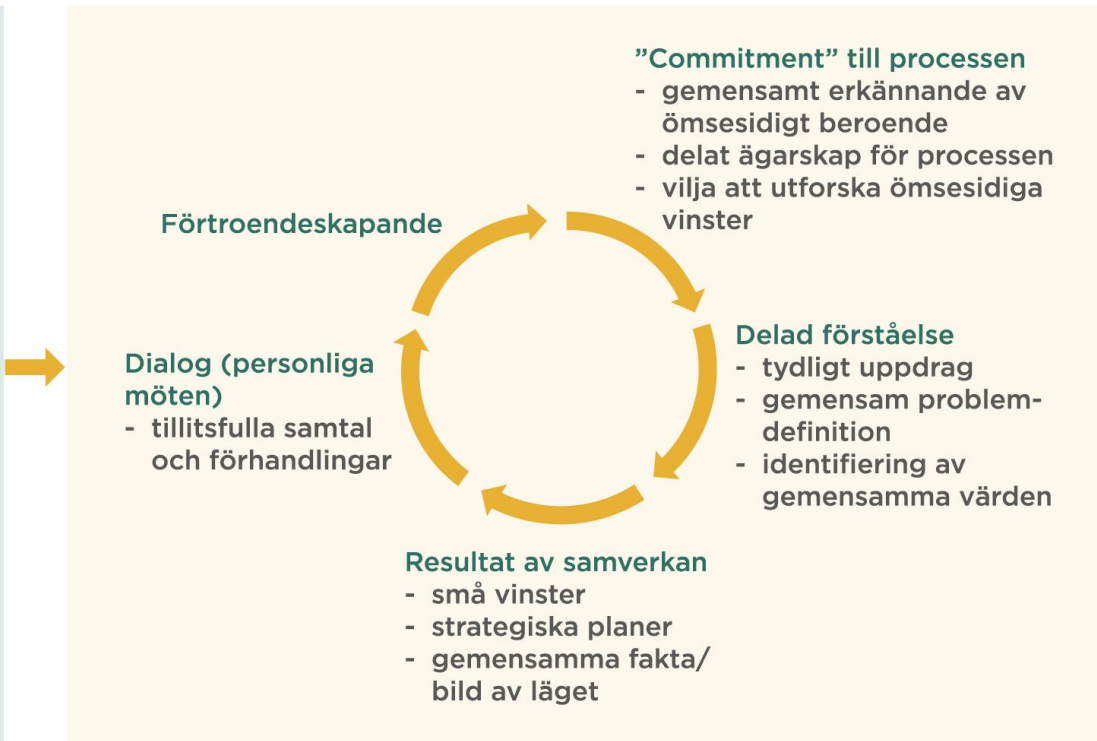 ”Commitment” till processen
- gemensamt erkännande av
ömsesidigt beroende
- delat ägarskap för processen
- vilja att utforska ömsesidiga
vinster
Förtroendeskapande
Delad förståelse
- tydligt uppdrag
- gemensam problem-
definition
- identifiering av
gemensamma värden
Dialog (personliga
möten)
- tillitsfulla samtal
och förhandlingar
Resultat av samverkan
- små vinster
- strategiska planer
- gemensamma fakta/
bild av läget